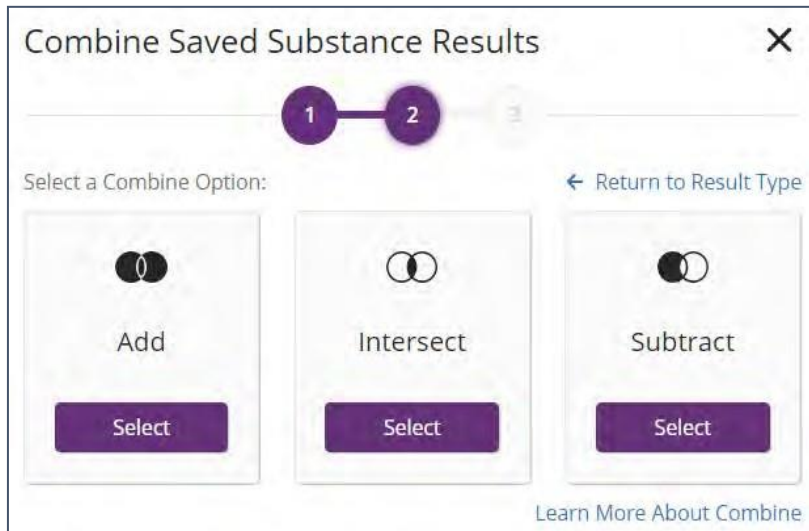 Combine Saved Substance Results
1 2 3
Select a Combine Option:
← Return to Result Type
Add
Intersect
Subtract
Select
Select
Select
Learn More About Combine